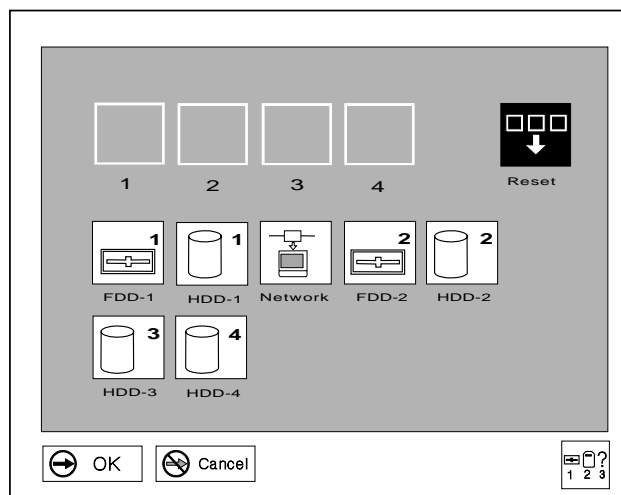 1 2 3 4 Reset
1 1 2 2
FDD-1 HDD-1 Network FDD-2 HDD-2
3 4
HDD-3 HDD-4
OK Cancel
?
1 2 3